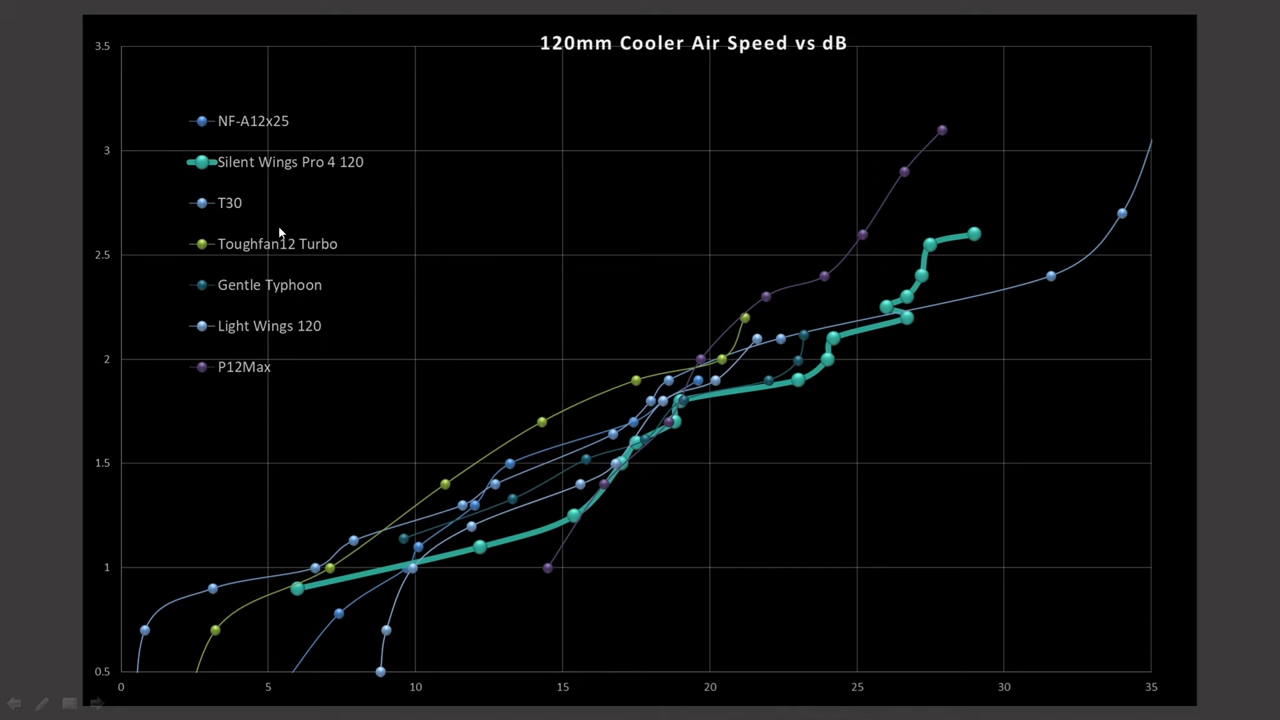 120mm Cooler Air Speed vs dB
3.5
3
2.5
2
1.5
1
0.5
NF-A12x25
Silent Wings Pro 4 120
T30
Toughfan12 Turbo
Gentle Typhoon
Light Wings 120
P12Max
0 5 10 15 20 25 30 35